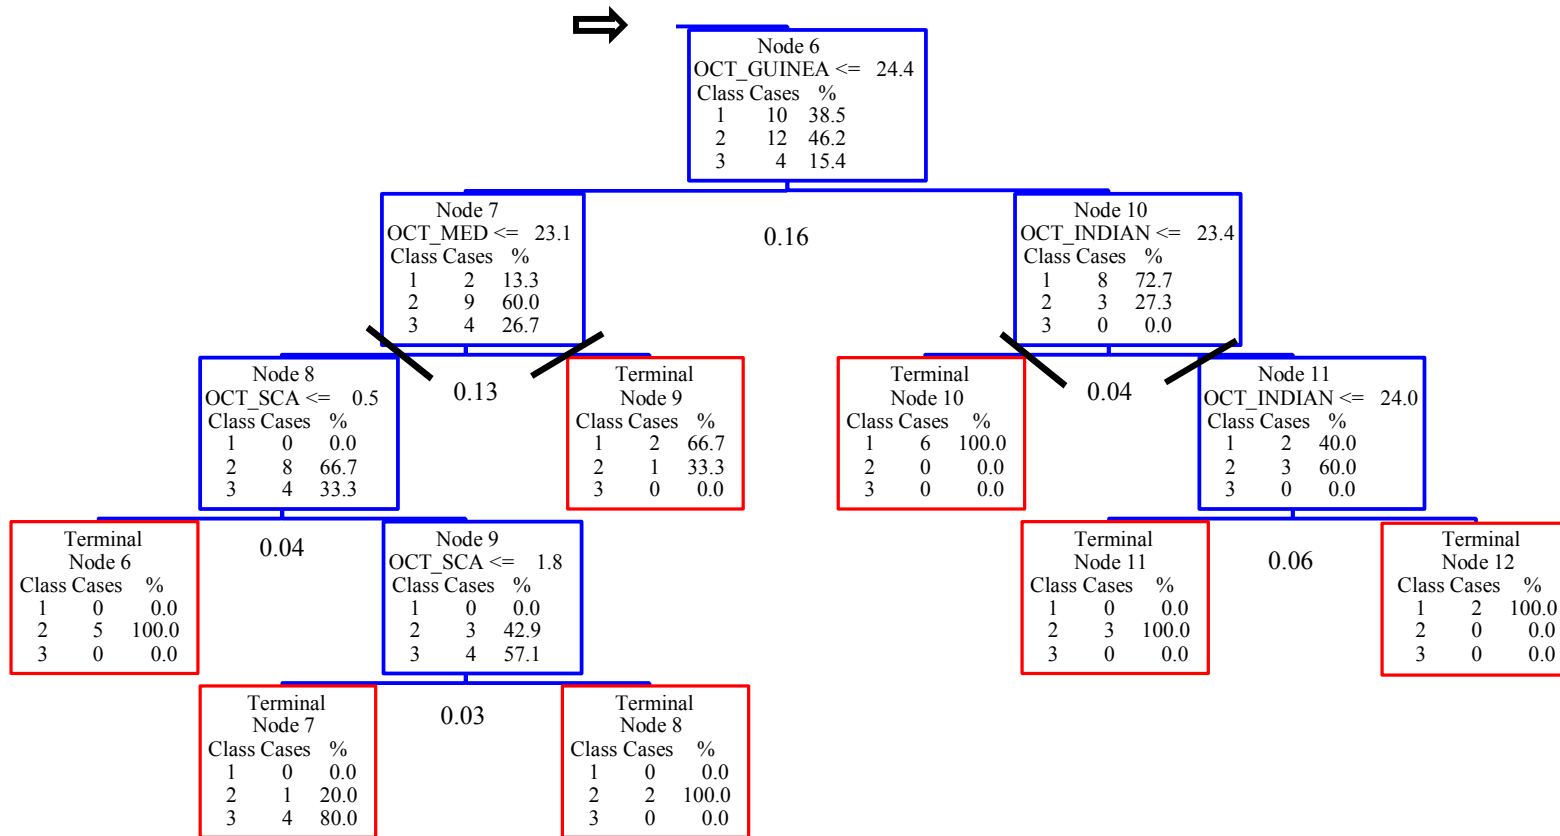 Node 6
OCT_GUINEA <= 24.4
Class Cases %
1 10 38.5
2 12 46.2
3 4 15.4
0.16
Node 7
OCT_MED <= 23.1
Class Cases %
1 2 13.3
2 9 60.0
3 4 26.7
Node 10
OCT_INDIAN <= 23.4
Class Cases %
1 8 72.7
2 3 27.3
3 0 0.0
Node 8
OCT_SCA <= 0.5
Class Cases %
1 0 0.0
2 8 66.7
3 4 33.3
0.13
Terminal
Node 9
Class Cases %
1 2 66.7
2 1 33.3
3 0 0.0
Terminal
Node 10
Class Cases %
1 6 100.0
2 0 0.0
3 0 0.0
0.04
Node 11
OCT_INDIAN <= 24.0
Class Cases %
1 2 40.0
2 3 60.0
3 0 0.0
Terminal
Node 6
Class Cases %
1 0 0.0
2 5 100.0
3 0 0.0
0.04
Node 9
OCT_SCA <= 1.8
Class Cases %
1 0 0.0
2 3 42.9
3 4 57.1
Terminal
Node 11
Class Cases %
1 0 0.0
2 3 100.0
3 0 0.0
0.06
Terminal
Node 12
Class Cases %
1 2 100.0
2 0 0.0
3 0 0.0
Terminal
Node 7
Class Cases %
1 0 0.0
2 1 20.0
3 4 80.0
0.03
Terminal
Node 8
Class Cases %
1 0 0.0
2 2 100.0
3 0 0.0